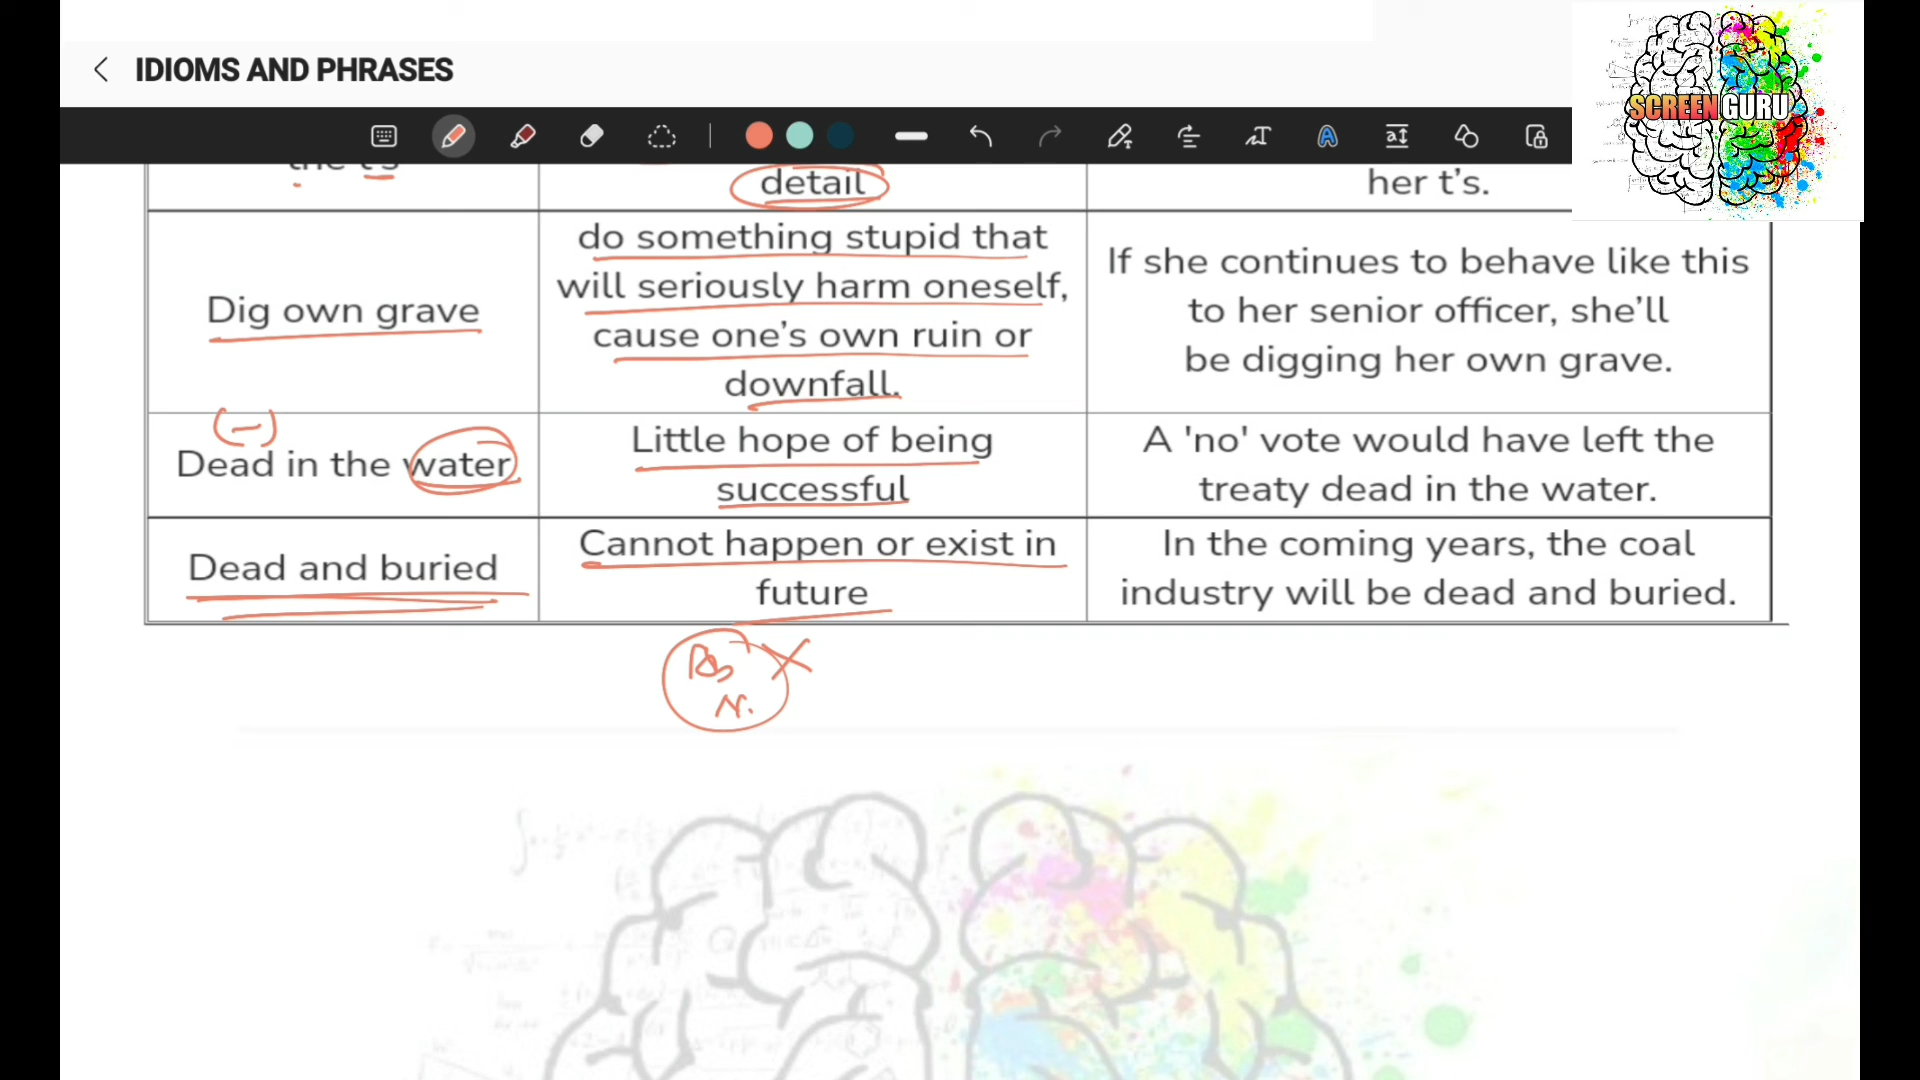 IDIOMS AND PHRASES
SCREEN GURU
the t's
detail
her t's.
Dig own grave
do something stupid that
will seriously harm oneself,
cause one's own ruin or
downfall.
If she continues to behave like this
to her senior officer, she'll
be digging her own grave.
(-)
Dead in the water
Little hope of being
successful
A 'no' vote would have left the
treaty dead in the water.
Dead and buried
Cannot happen or exist in
future
In the coming years, the coal
industry will be dead and buried.